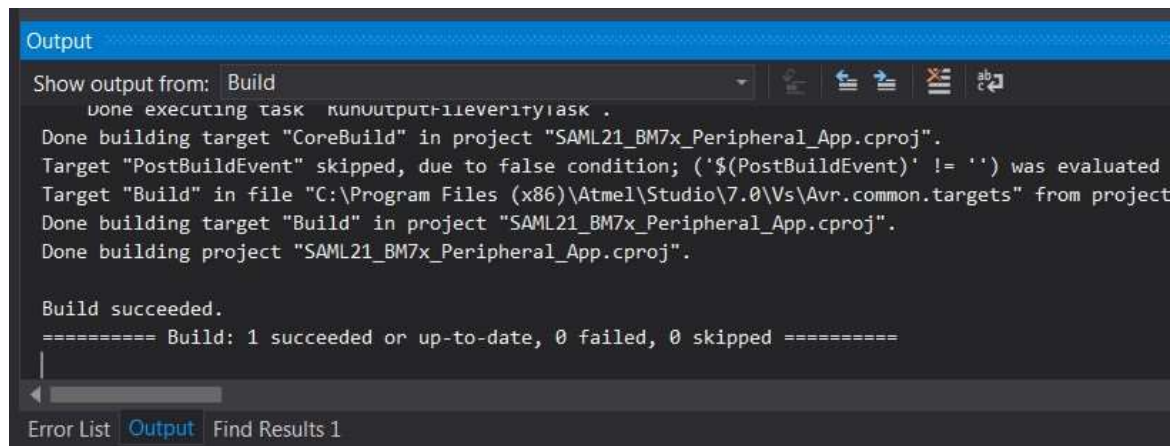 Output
Show output from: Build
Done executing task "RunOutputFileVerifyTask".
Done building target "CoreBuild" in project "SAML21_BM7x_Peripheral_App.cproj".
Target "PostBuildEvent" skipped, due to false condition; ('$(PostBuildEvent)' != '') was evaluated
Target "Build" in file "C:\Program Files (x86)\Atmel\Studio\7.0\Vs\Avr.common.targets" from project
Done building target "Build" in project "SAML21_BM7x_Peripheral_App.cproj".
Done building project "SAML21_BM7x_Peripheral_App.cproj".
Build succeeded.
========== Build: 1 succeeded or up-to-date, 0 failed, 0 skipped ==========
Error List Output Find Results 1